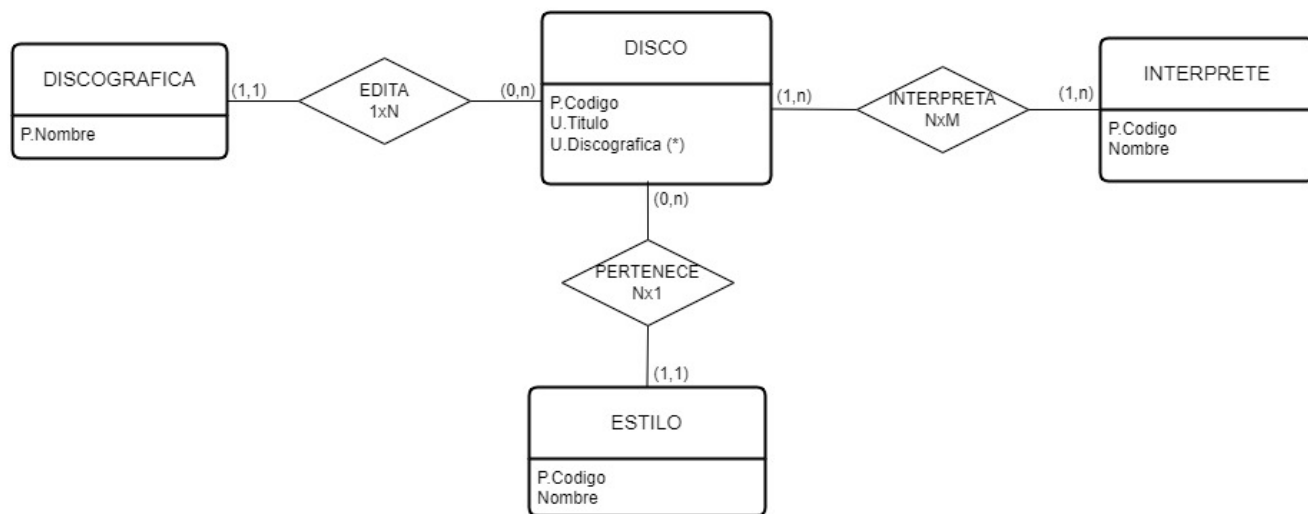 DISCOGRAFICA
P.Nombre
(1,1)
EDITA
1xN
(0,n)
DISCO
P.Codigo
U.Titulo
U.Discografica (*)
(1,n)
INTERPRETA
NxM
(1,n)
INTERPRETE
P.Codigo
Nombre
(0,n)
PERTENECE
Nx1
(1,1)
ESTILO
P.Codigo
Nombre